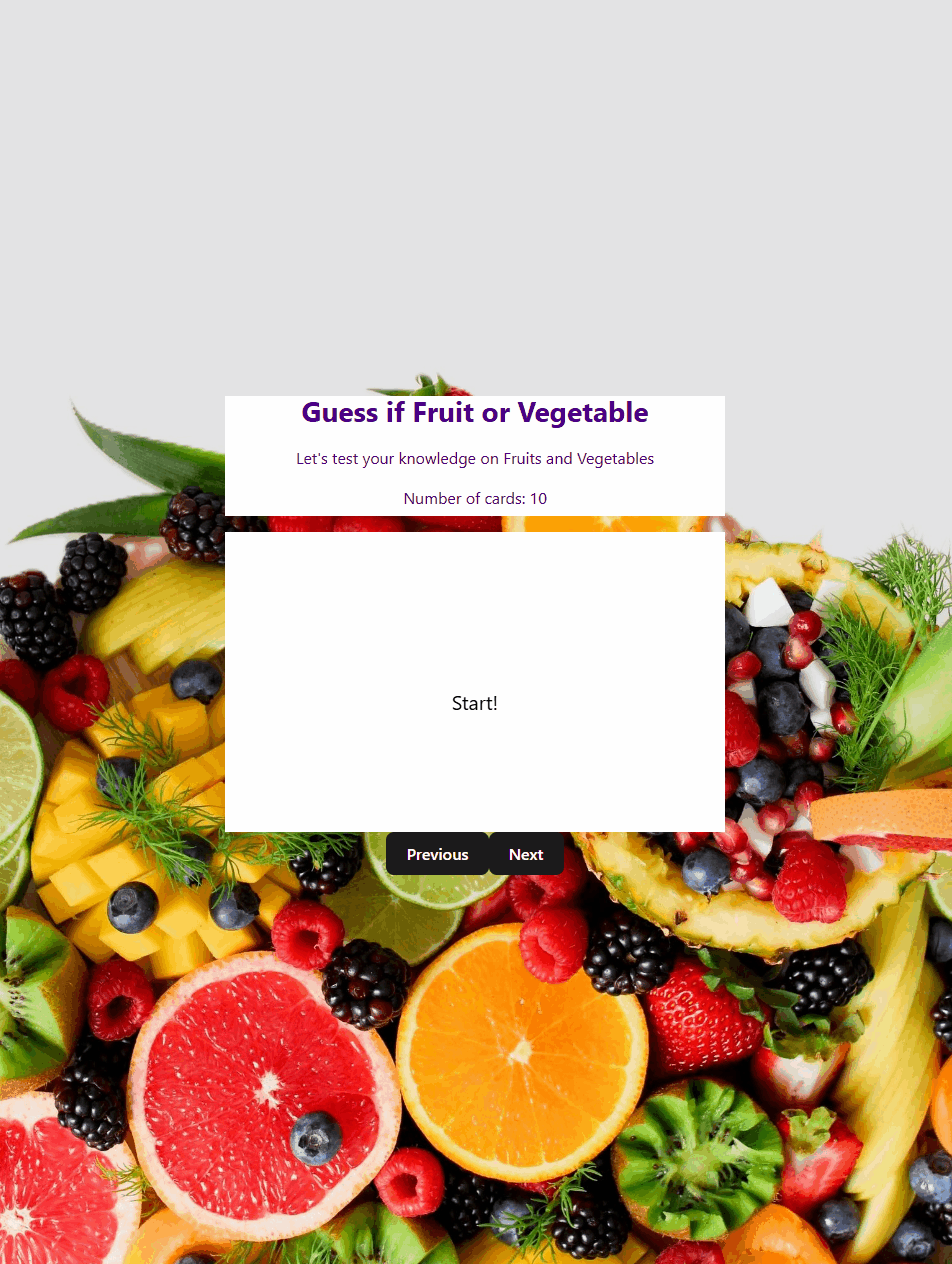 Guess if Fruit or Vegetable
Let's test your knowledge on Fruits and Vegetables
Number of cards: 10
Start!
Previous Next